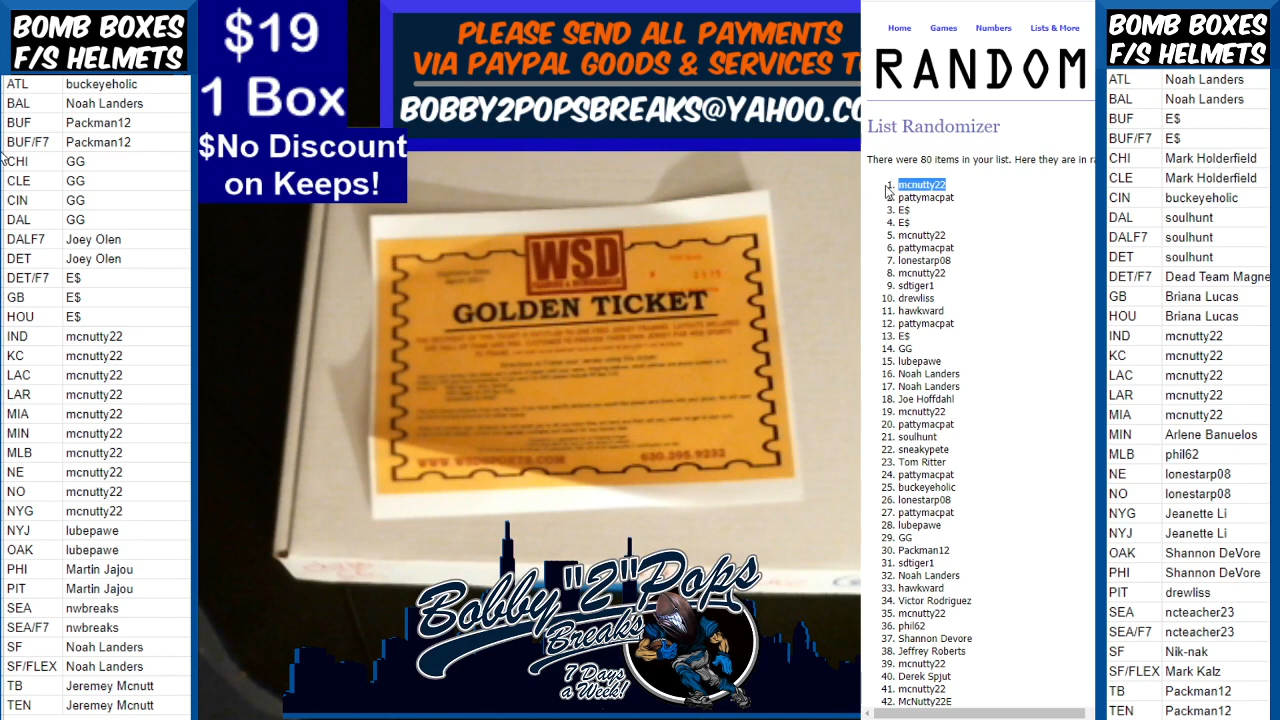 BOMB BOXES
F/S HELMETS
ATL buckeyeholic
BAL Noah Landers
BUF Packman12
BUF/F7 Packman12
CHI GG
CLE GG
CIN GG
DAL GG
DALF7 Joey Olen
DET Joey Olen
DET/F7 E$
GB E$
HOU E$
IND mcnutty22
KC mcnutty22
LAC mcnutty22
LAR mcnutty22
MIA mcnutty22
MIN mcnutty22
MLB mcnutty22
NE mcnutty22
NO mcnutty22
NYG mcnutty22
NYJ lubepawe
OAK lubepawe
PHI Martin Jajou
PIT Martin Jajou
SEA nwbreaks
SEA/F7 nwbreaks
SF Noah Landers
SF/FLEX Noah Landers
TB Jeremey Mcnutt
TEN Jeremey Mcnutt
$19
1 Box
$No Discount
on Keeps!
PLEASE SEND ALL PAYMENTS
VIA PAYPAL GOODS & SERVICES T
BOBBY2POPSBREAKS@YAHOO.CO
WSD
GOLDEN TICKET
WWW.WSDSPORTS.COM 630.395.9232
Bobby "2" Pops
Breaks
7 Days
a Week!
Home Games Numbers Lists & More
RANDOM
List Randomizer
There were 80 items in your list. Here they are in ra
1. mcnutty22
2. pattymacpat
3. E$
4. E$
5. mcnutty22
6. pattymacpat
7. lonestarp08
8. mcnutty22
9. sdtiger1
10. drewliss
11. hawkward
12. pattymacpat
13. E$
14. GG
15. lubepawe
16. Noah Landers
17. Noah Landers
18. Joe Hoffdahl
19. mcnutty22
20. pattymacpat
21. soulhunt
22. sneakypete
23. Tom Ritter
24. pattymacpat
25. buckeyeholic
26. lonestarp08
27. pattymacpat
28. lubepawe
29. GG
30. Packman12
31. sdtiger1
32. Noah Landers
33. hawkward
34. Victor Rodriguez
35. mcnutty22
36. phil62
37. Shannon Devore
38. Jeffrey Roberts
39. mcnutty22
40. Derek Spjut
41. mcnutty22
42. McNutty22E
BOMB BOXES
F/S HELMETS
ATL Noah Landers
BAL Noah Landers
BUF E$
BUF/F7 E$
CHI Mark Holderfield
CLE Mark Holderfield
CIN buckeyeholic
DAL soulhunt
DALF7 soulhunt
DET soulhunt
DET/F7 Dead Team Magne
GB Briana Lucas
HOU Briana Lucas
IND mcnutty22
KC mcnutty22
LAC mcnutty22
LAR mcnutty22
MIA mcnutty22
MIN Arlene Banuelos
MLB phil62
NE lonestarp08
NO lonestarp08
NYG Jeanette Li
NYJ Jeanette Li
OAK Shannon DeVore
PHI Shannon DeVore
PIT drewliss
SEA ncteacher23
SEA/F7 ncteacher23
SF Nik-nak
SF/FLEX Mark Kalz
TB Packman12
TEN Packman12